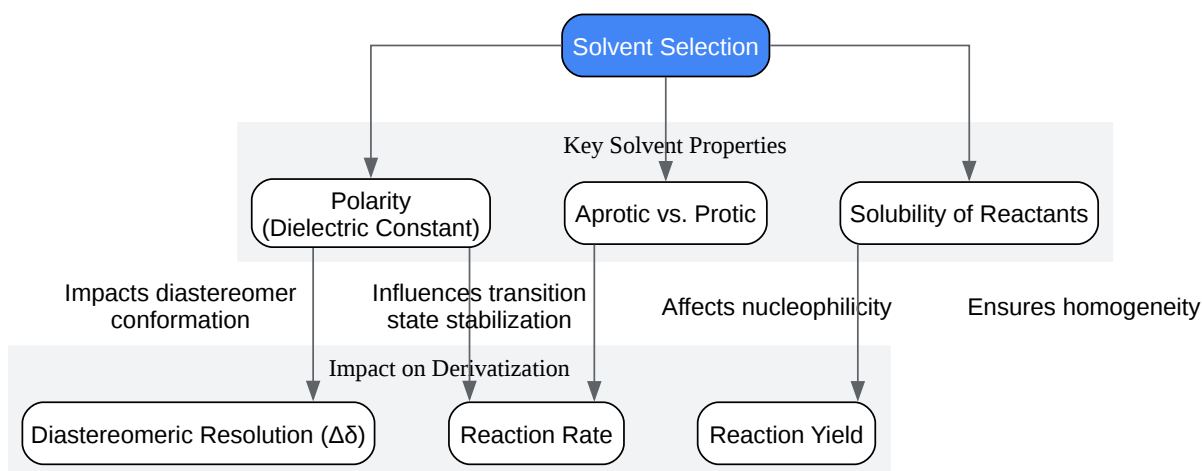 Solvent Selection
Key Solvent Properties
Polarity
(Dielectric Constant)
Aprotic vs. Protic
Solubility of Reactants
Impacts diastereomer
conformation
Influences transition
state stabilization
Affects nucleophilicity
Ensures homogeneity
Impact on Derivatization
Diastereomeric Resolution (Δδ)
Reaction Rate
Reaction Yield